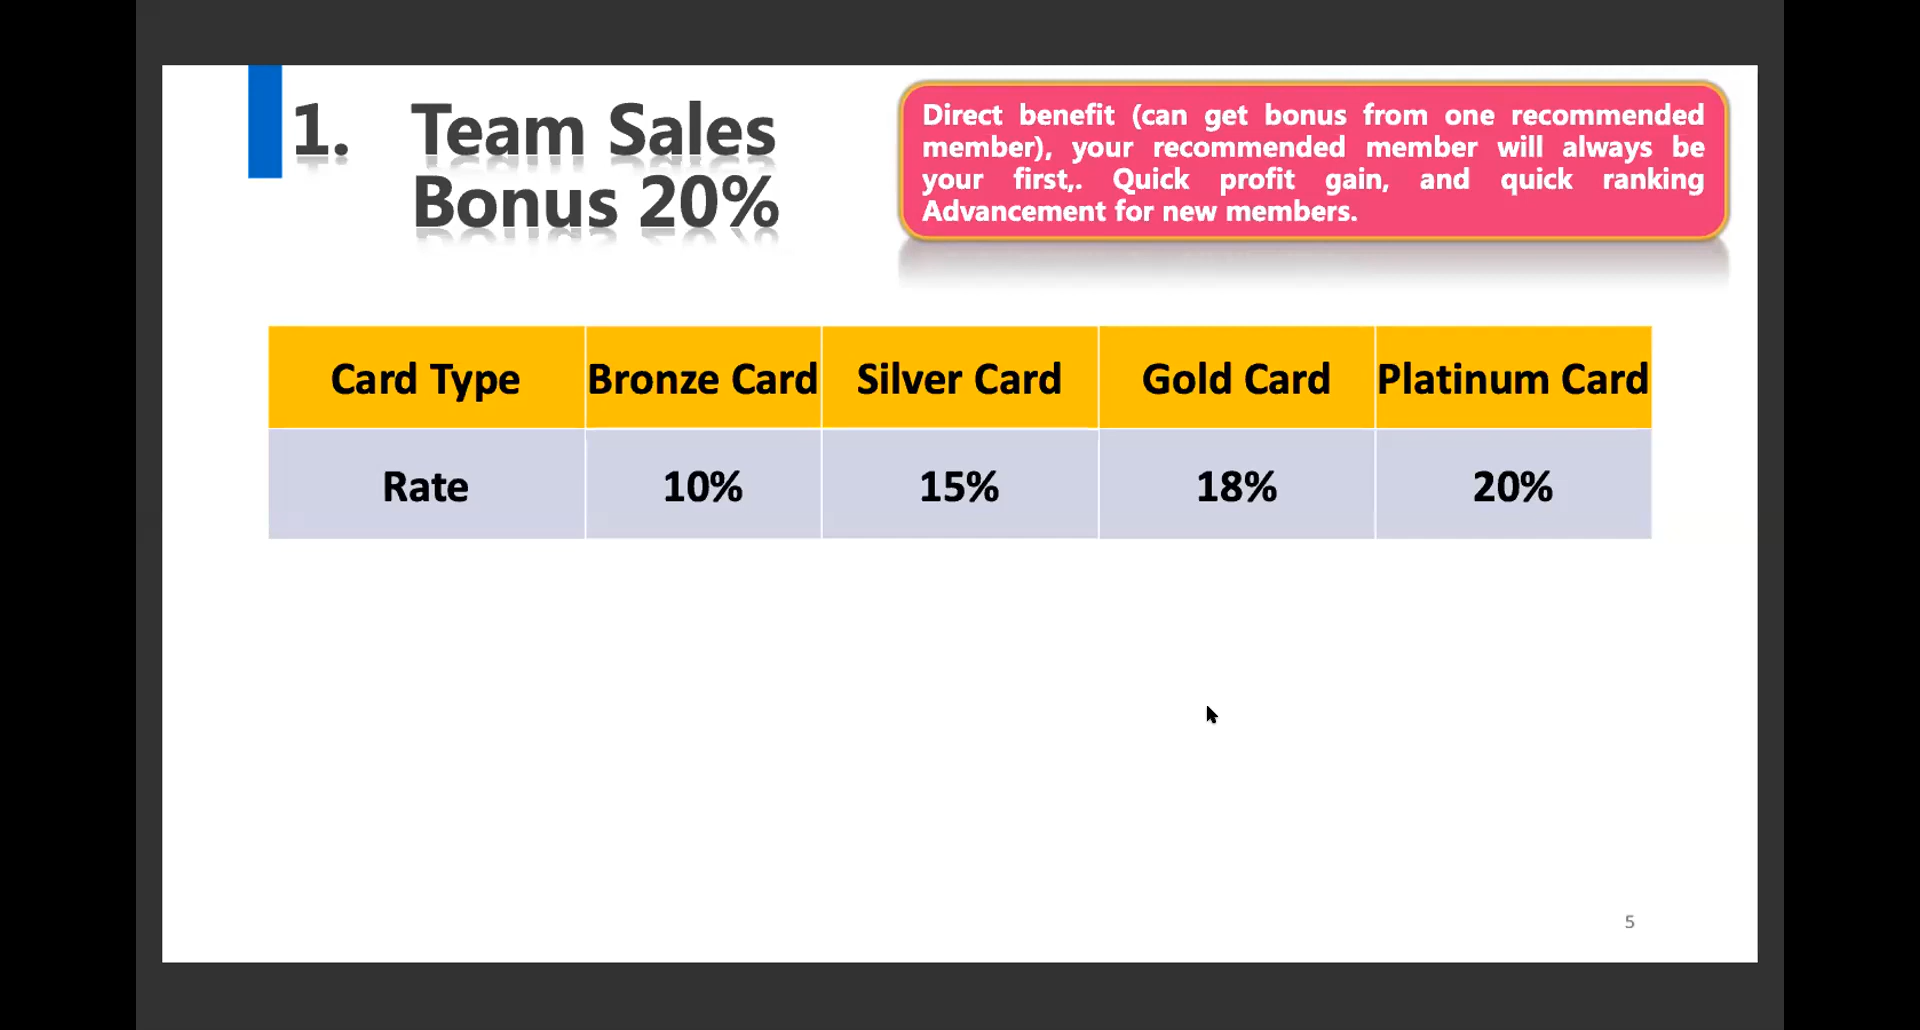 1. Team Sales
Bonus 20%
Direct benefit (can get bonus from one recommended
member), your recommended member will always be
your first,. Quick profit gain, and quick ranking
Advancement for new members.
Card Type Bronze Card Silver Card Gold Card Platinum Card
Rate 10% 15% 18% 20%
5